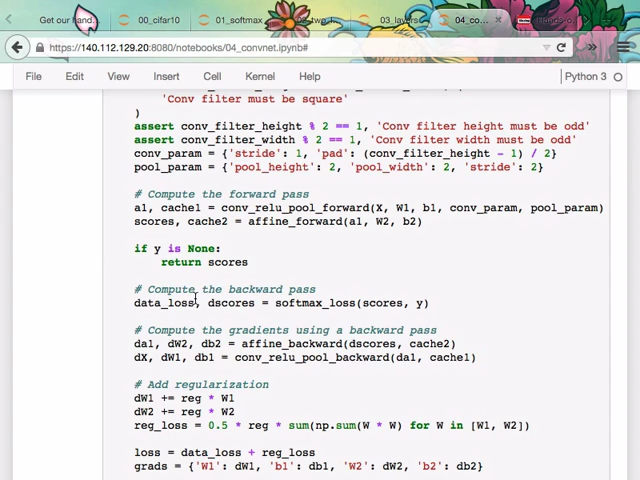 Get our hand...
00_cifar10
01_softmax
03_layers
04_co...
https://140.112.129.20:8080/notebooks/04_convnet.ipynb#
File Edit View Insert Cell Kernel Help Python 3
'Conv filter must be square'
)
assert conv_filter_height % 2 == 1, 'Conv filter height must be odd'
assert conv_filter_width % 2 == 1, 'Conv filter width must be odd'
conv_param = {'stride': 1, 'pad': (conv_filter_height - 1) / 2}
pool_param = {'pool_height': 2, 'pool_width': 2, 'stride': 2}
# Compute the forward pass
a1, cache1 = conv_relu_pool_forward(X, W1, b1, conv_param, pool_param)
scores, cache2 = affine_forward(a1, W2, b2)
if y is None:
return scores
# Compute the backward pass
data_loss, dscores = softmax_loss(scores, y)
# Compute the gradients using a backward pass
da1, dW2, db2 = affine_backward(dscores, cache2)
dX, dW1, db1 = conv_relu_pool_backward(da1, cache1)
# Add regularization
dW1 += reg * W1
dW2 += reg * W2
reg_loss = 0.5 * reg * sum(np.sum(W * W) for W in [W1, W2])
loss = data_loss + reg_loss
grads = {'W1': dW1, 'b1': db1, 'W2': dW2, 'b2': db2}